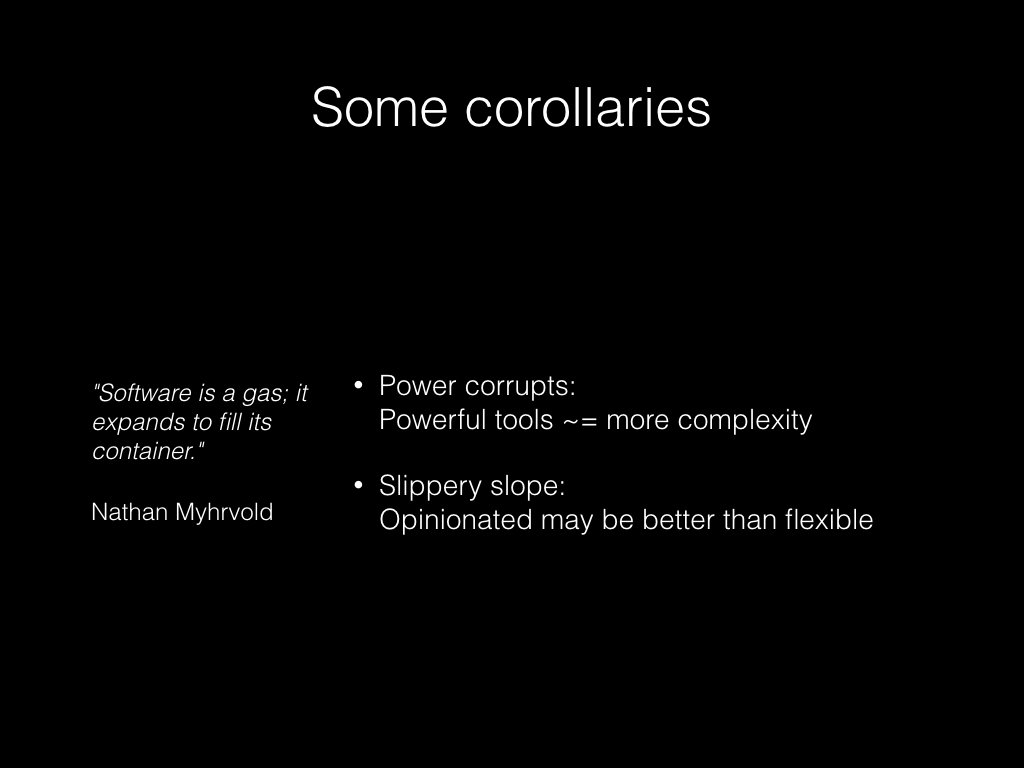 Some corollaries
"Software is a gas; it
expands to fill its
container."
Nathan Myhrvold
• Power corrupts:
Powerful tools ~= more complexity
• Slippery slope:
Opinionated may be better than flexible